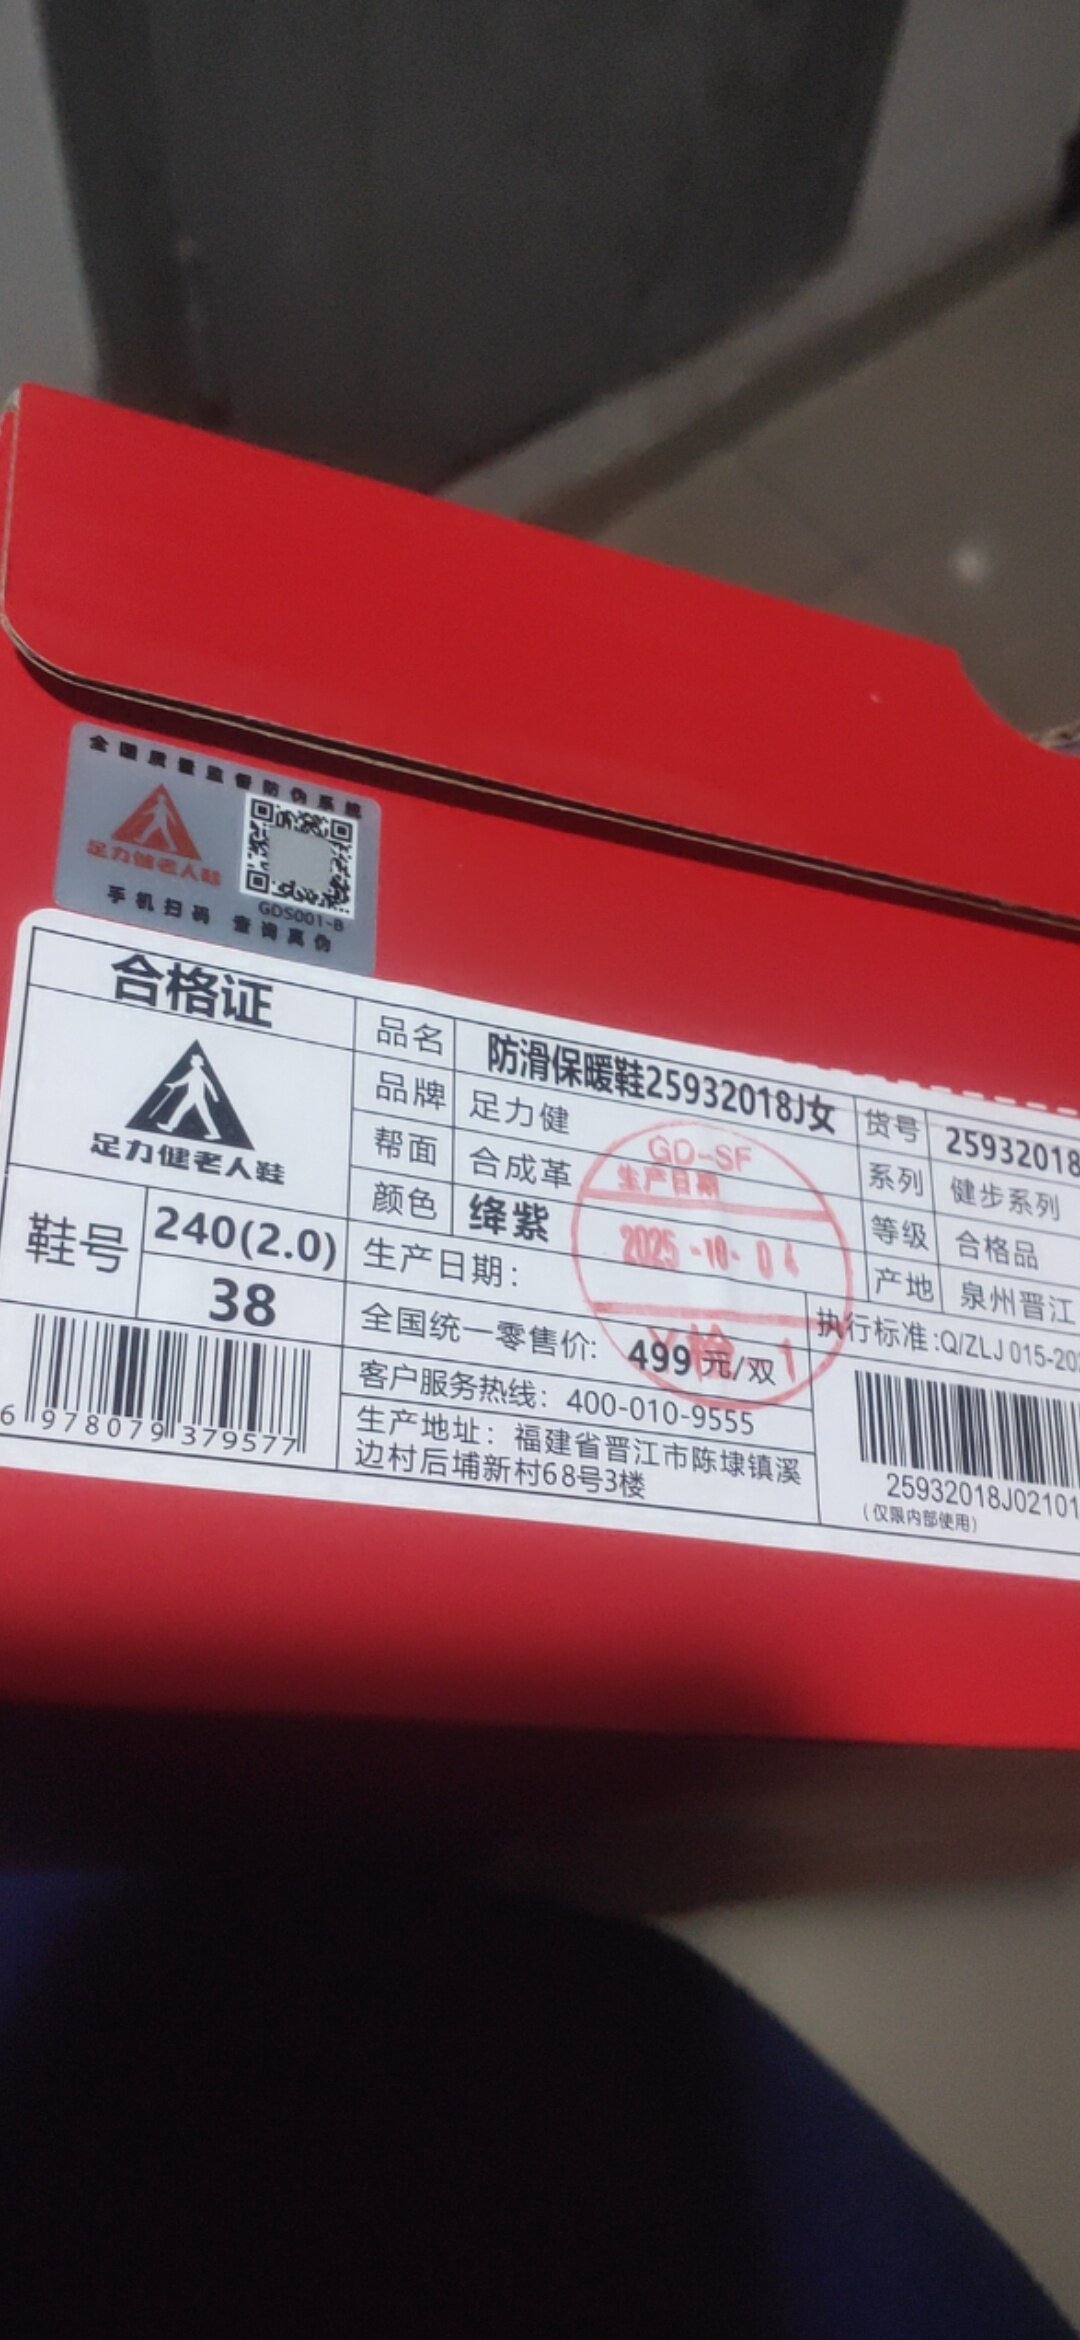 全国质量监督防伪系统
足力健老人鞋
GDS001-B
手机扫码 查询真伪
合格证
足力健老人鞋
鞋号 240(2.0)
38
6 978079 379577
品名 防滑保暖鞋25932018J女
品牌 足力健
帮面 合成革
颜色 绛紫
生产日期:
GD-SF
生产日期
2025-10-04
全国统一零售价: 499元/双
检 1
客户服务热线: 400-010-9555
生产地址: 福建省晋江市陈埭镇溪
边村后埔新村68号3楼
货号 25932018
系列 健步系列
等级 合格品
产地 泉州晋江
执行标准:Q/ZLJ 015-20
25932018J02101
(仅限内部使用)